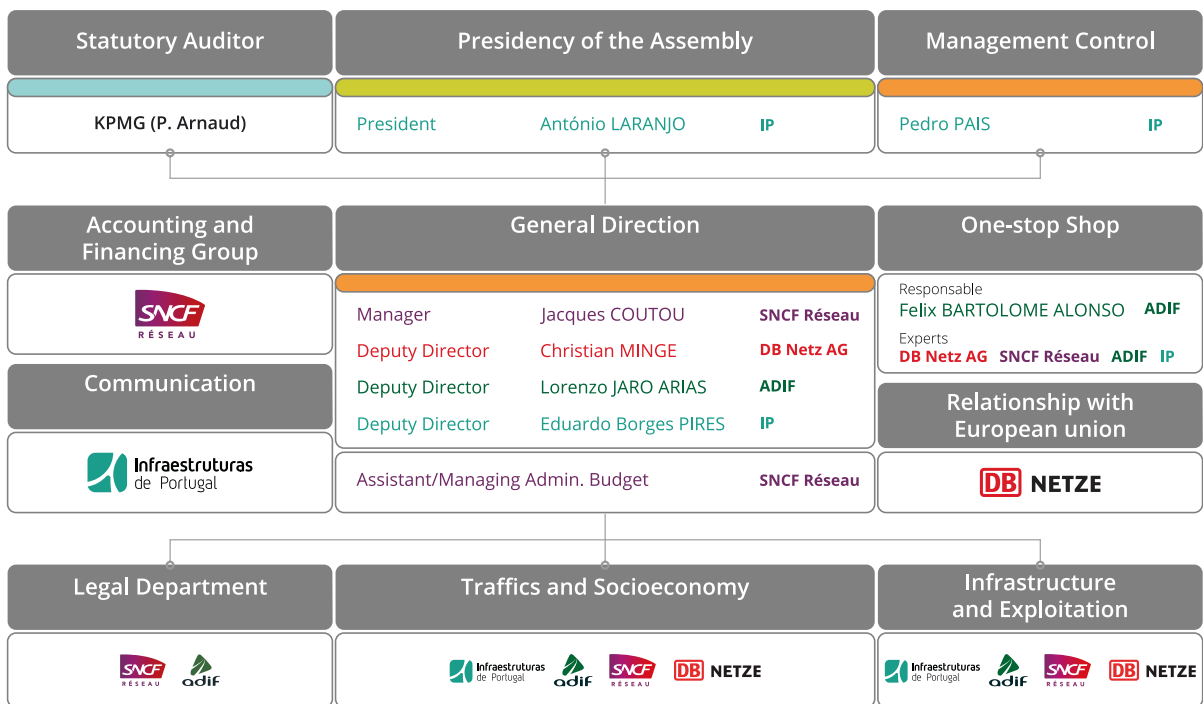 Statutory Auditor
KPMG (P. Arnaud)
Presidency of the Assembly
President António LARANJO IP
Management Control
Pedro PAIS IP
Accounting and
Financing Group
SNCF
RÉSEAU
Communication
Infraestruturas
de Portugal
General Direction
Manager Jacques COUTOU SNCF Réseau
Deputy Director Christian MINGE DB Netz AG
Deputy Director Lorenzo JARO ARIAS ADIF
Deputy Director Eduardo Borges PIRES IP
Assistant/Managing Admin. Budget SNCF Réseau
One-stop Shop
Responsable
Felix BARTOLOME ALONSO ADIF
Experts
DB Netz AG SNCF Réseau ADIF IP
Relationship with
European union
DB NETZE
Legal Department
SNCF
RÉSEAU
adif
Traffics and Socioeconomy
Infraestruturas
de Portugal
adif
SNCF
RÉSEAU
DB NETZE
Infrastructure
and Exploitation
Infraestruturas
de Portugal
adif
SNCF
RÉSEAU
DB NETZE